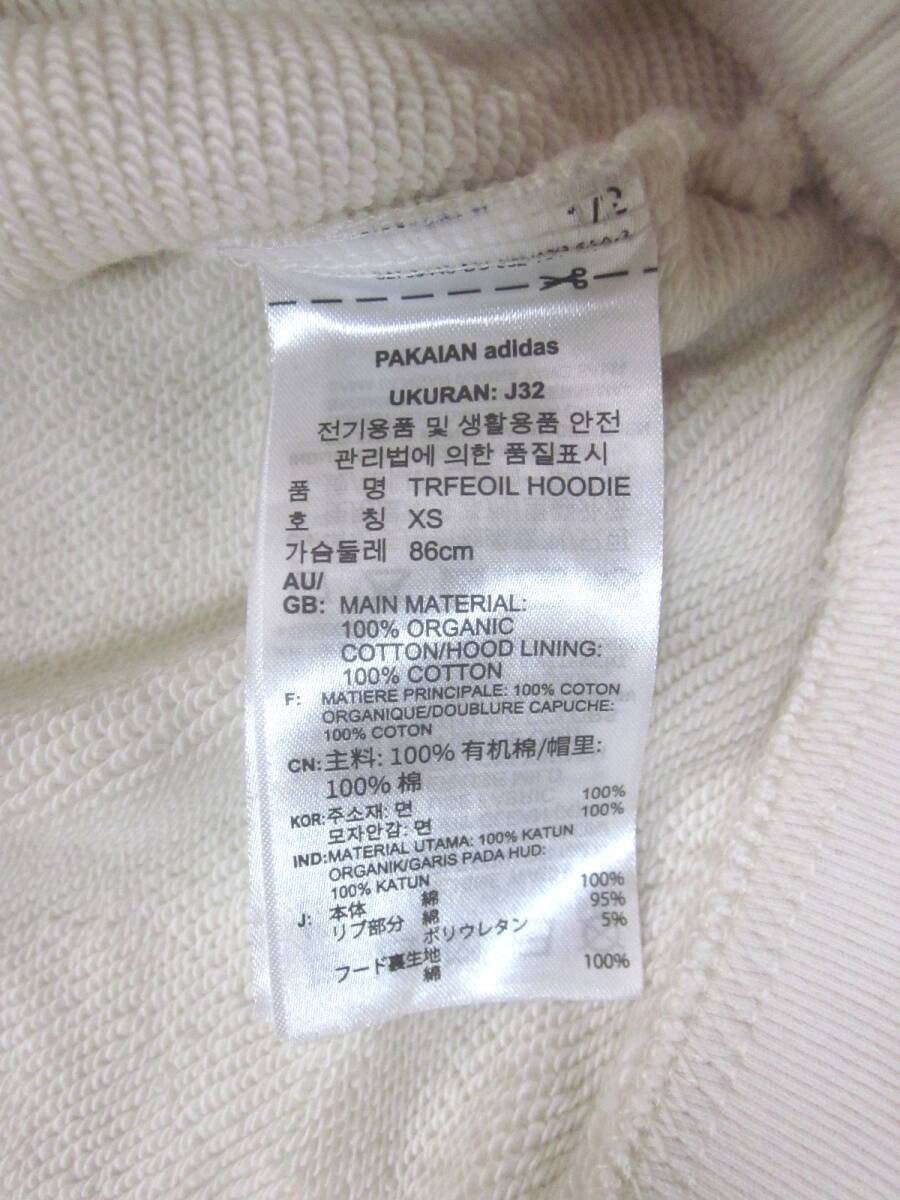 PAKAIAN adidas
UKURAN: J32
전기용품 및 생활용품 안전
관리법에 의한 품질표시
품 명 TRFEOIL HOODIE
호 칭 XS
가슴둘레 86cm
AU/
GB: MAIN MATERIAL:
100% ORGANIC
COTTON/HOOD LINING:
100% COTTON
F: MATIERE PRINCIPALE: 100% COTON
ORGANIQUE/DOUBLURE CAPUCHE:
100% COTON
CN: 主料: 100% 有机棉/帽里:
100% 棉
KOR: 주소재: 면 100%
모자안감: 면 100%
IND: MATERIAL UTAMA: 100% KATUN
ORGANIK/GARIS PADA HUD:
100% KATUN
J: 本体 綿 100%
リブ部分 綿 95%
ポリウレタン 5%
フード裏生地
綿 100%